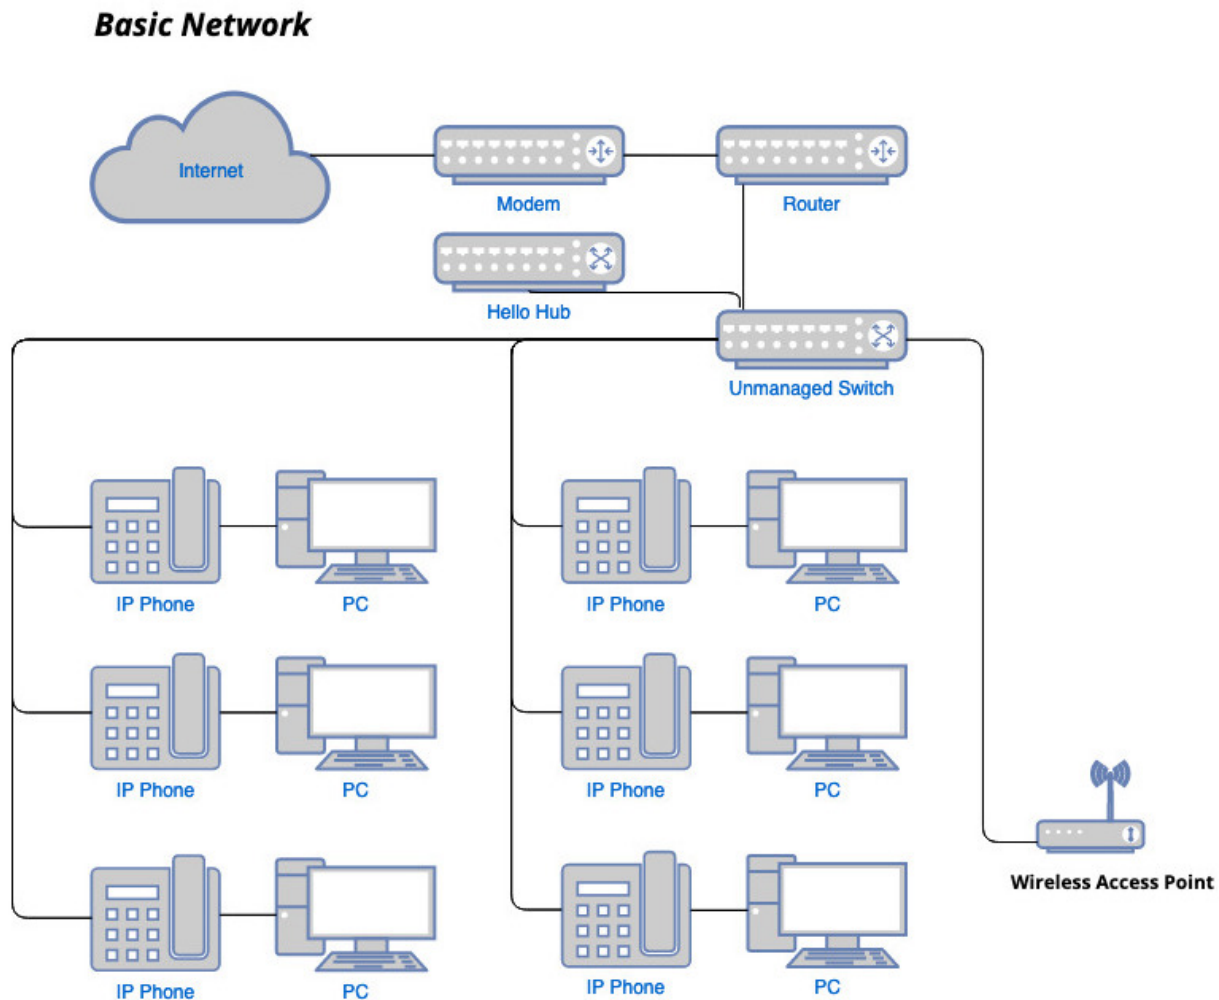 Basic Network
Internet
Modem
Router
Hello Hub
Unmanaged Switch
IP Phone
PC
IP Phone
PC
IP Phone
PC
IP Phone
PC
IP Phone
PC
IP Phone
PC
Wireless Access Point